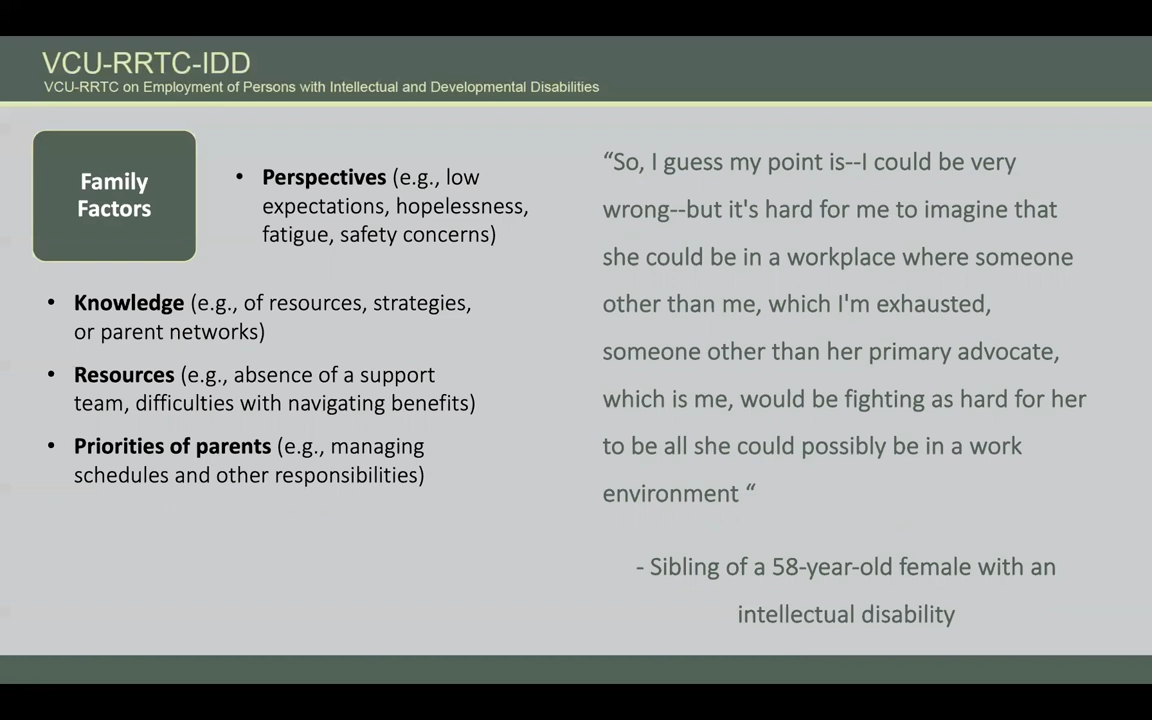 VCU-RRTC-IDD
VCU-RRTC on Employment of Persons with Intellectual and Developmental Disabilities
Family
Factors
• Perspectives (e.g., low
expectations, hopelessness,
fatigue, safety concerns)
• Knowledge (e.g., of resources, strategies,
or parent networks)
• Resources (e.g., absence of a support
team, difficulties with navigating benefits)
• Priorities of parents (e.g., managing
schedules and other responsibilities)
“So, I guess my point is--I could be very
wrong--but it's hard for me to imagine that
she could be in a workplace where someone
other than me, which I'm exhausted,
someone other than her primary advocate,
which is me, would be fighting as hard for her
to be all she could possibly be in a work
environment “
- Sibling of a 58-year-old female with an
intellectual disability